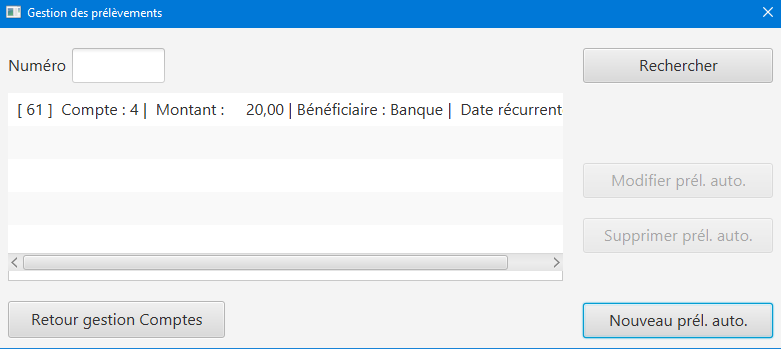 Gestion des prélèvements
Numéro
Rechercher
[ 61 ] Compte : 4 | Montant : 20,00 | Bénéficiaire : Banque | Date récurrent
Modifier prél. auto.
Supprimer prél. auto.
Retour gestion Comptes
Nouveau prél. auto.